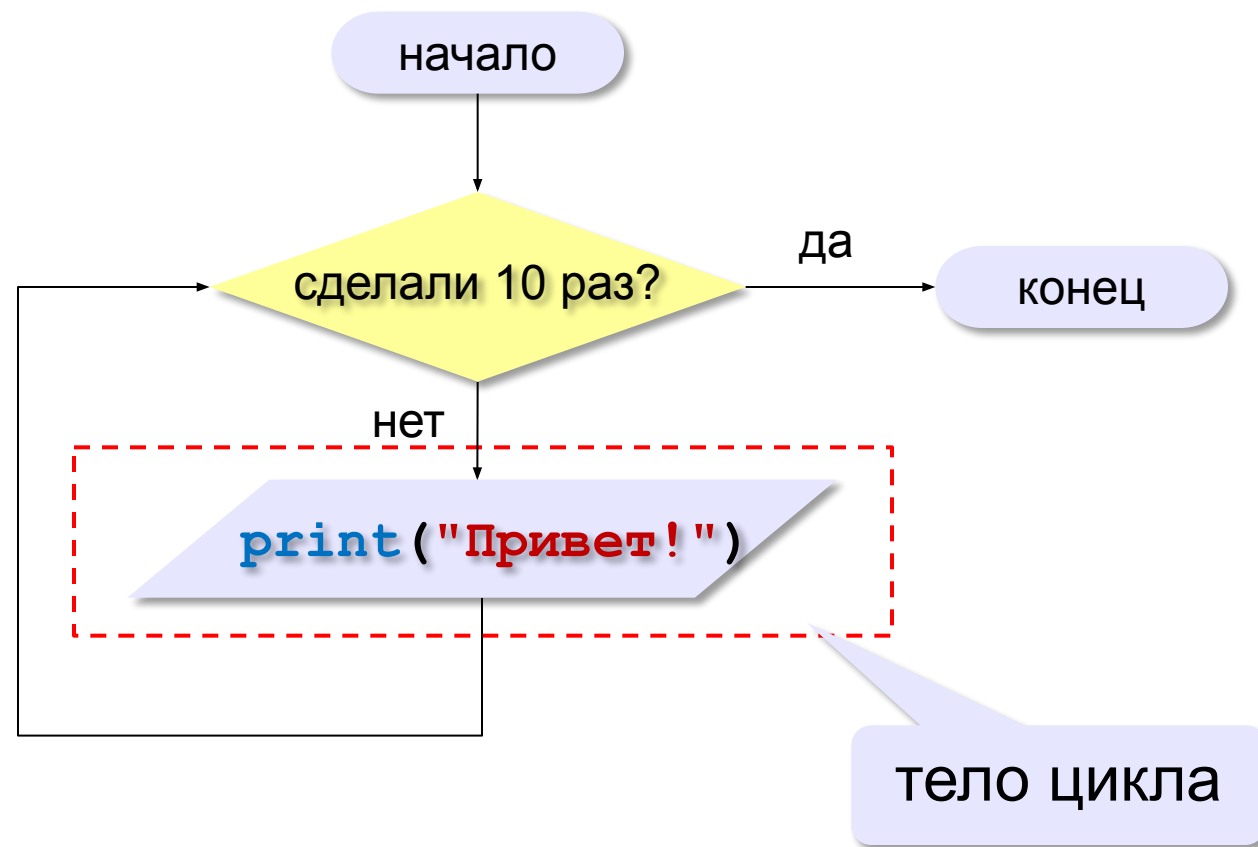 начало
сделали 10 раз?
да
конец
нет
print("Привет!")
тело цикла